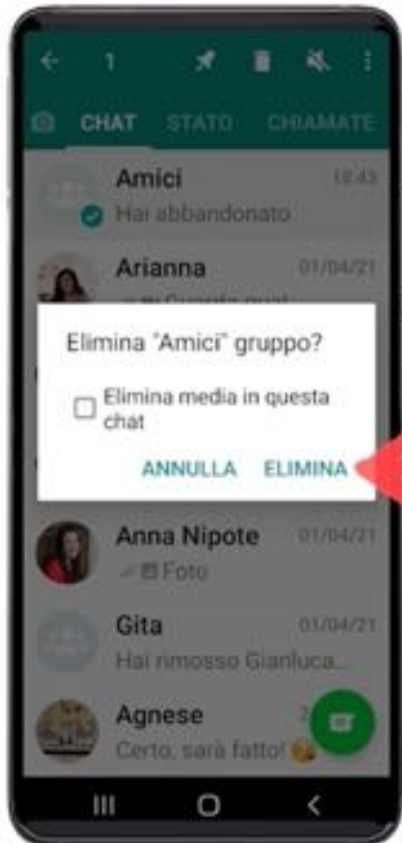 1
CHAT STATO CHIAMATE
Amici 18:43
Hai abbandonato
Arianna 01/04/21
Elimina "Amici" gruppo?
Elimina media in questa
chat
ANNULLA ELIMINA
Anna Nipote 01/04/21
Foto
Gita 01/04/21
Hai rimosso Gianluca...
Agnese
Certo, sarà fatto!